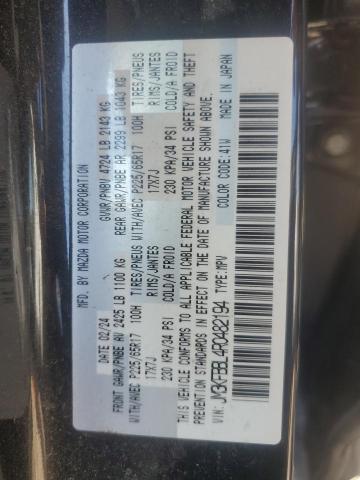 MFD. BY MAZDA MOTOR CORPORATION
DATE 02/24 GVWR/PNBV 4724 LB 2143 KG
FRONT GAWR/PNBE AV 2425 LB 1100 KG REAR GAWR/PNBE AR 2299 LB 1043 KG
WITH/AVEC P225/65R17 100H TIRES/PNEUS WITH/AVEC P225/65R17 100H TIRES/PNEUS
17X7J RIMS/JANTES 17X7J RIMS/JANTES
230 KPA/34 PSI COLD/A FROID 230 KPA/34 PSI COLD/A FROID
THIS VEHICLE CONFORMS TO ALL APPLICABLE FEDERAL MOTOR VEHICLE SAFETY AND THEFT
PREVENTION STANDARDS IN EFFECT ON THE DATE OF MANUFACTURE SHOWN ABOVE.
VIN: JM3KFBBL4R0482194 TYPE:MPV COLOR CODE:41W MADE IN JAPAN